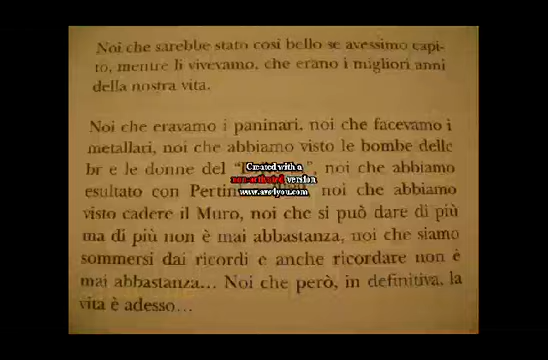 Noi che sarebbe stato così bello se avessimo capi-
to, mentre li vivevamo, che erano i migliori anni
della nostra vita.
Noi che eravamo i paninari, noi che facevamo i
metallari, noi che abbiamo visto le bombe delle
br e le donne del "D ", noi che abbiamo
Created with a
non-activated version
www.avs4you.com
esultato con Pertin noi che abbiamo
visto cadere il Muro, noi che si può dare di più
ma di più non è mai abbastanza, noi che siamo
sommersi dai ricordi e anche ricordare non è
mai abbastanza... Noi che però, in definitiva, la
vita è adesso...